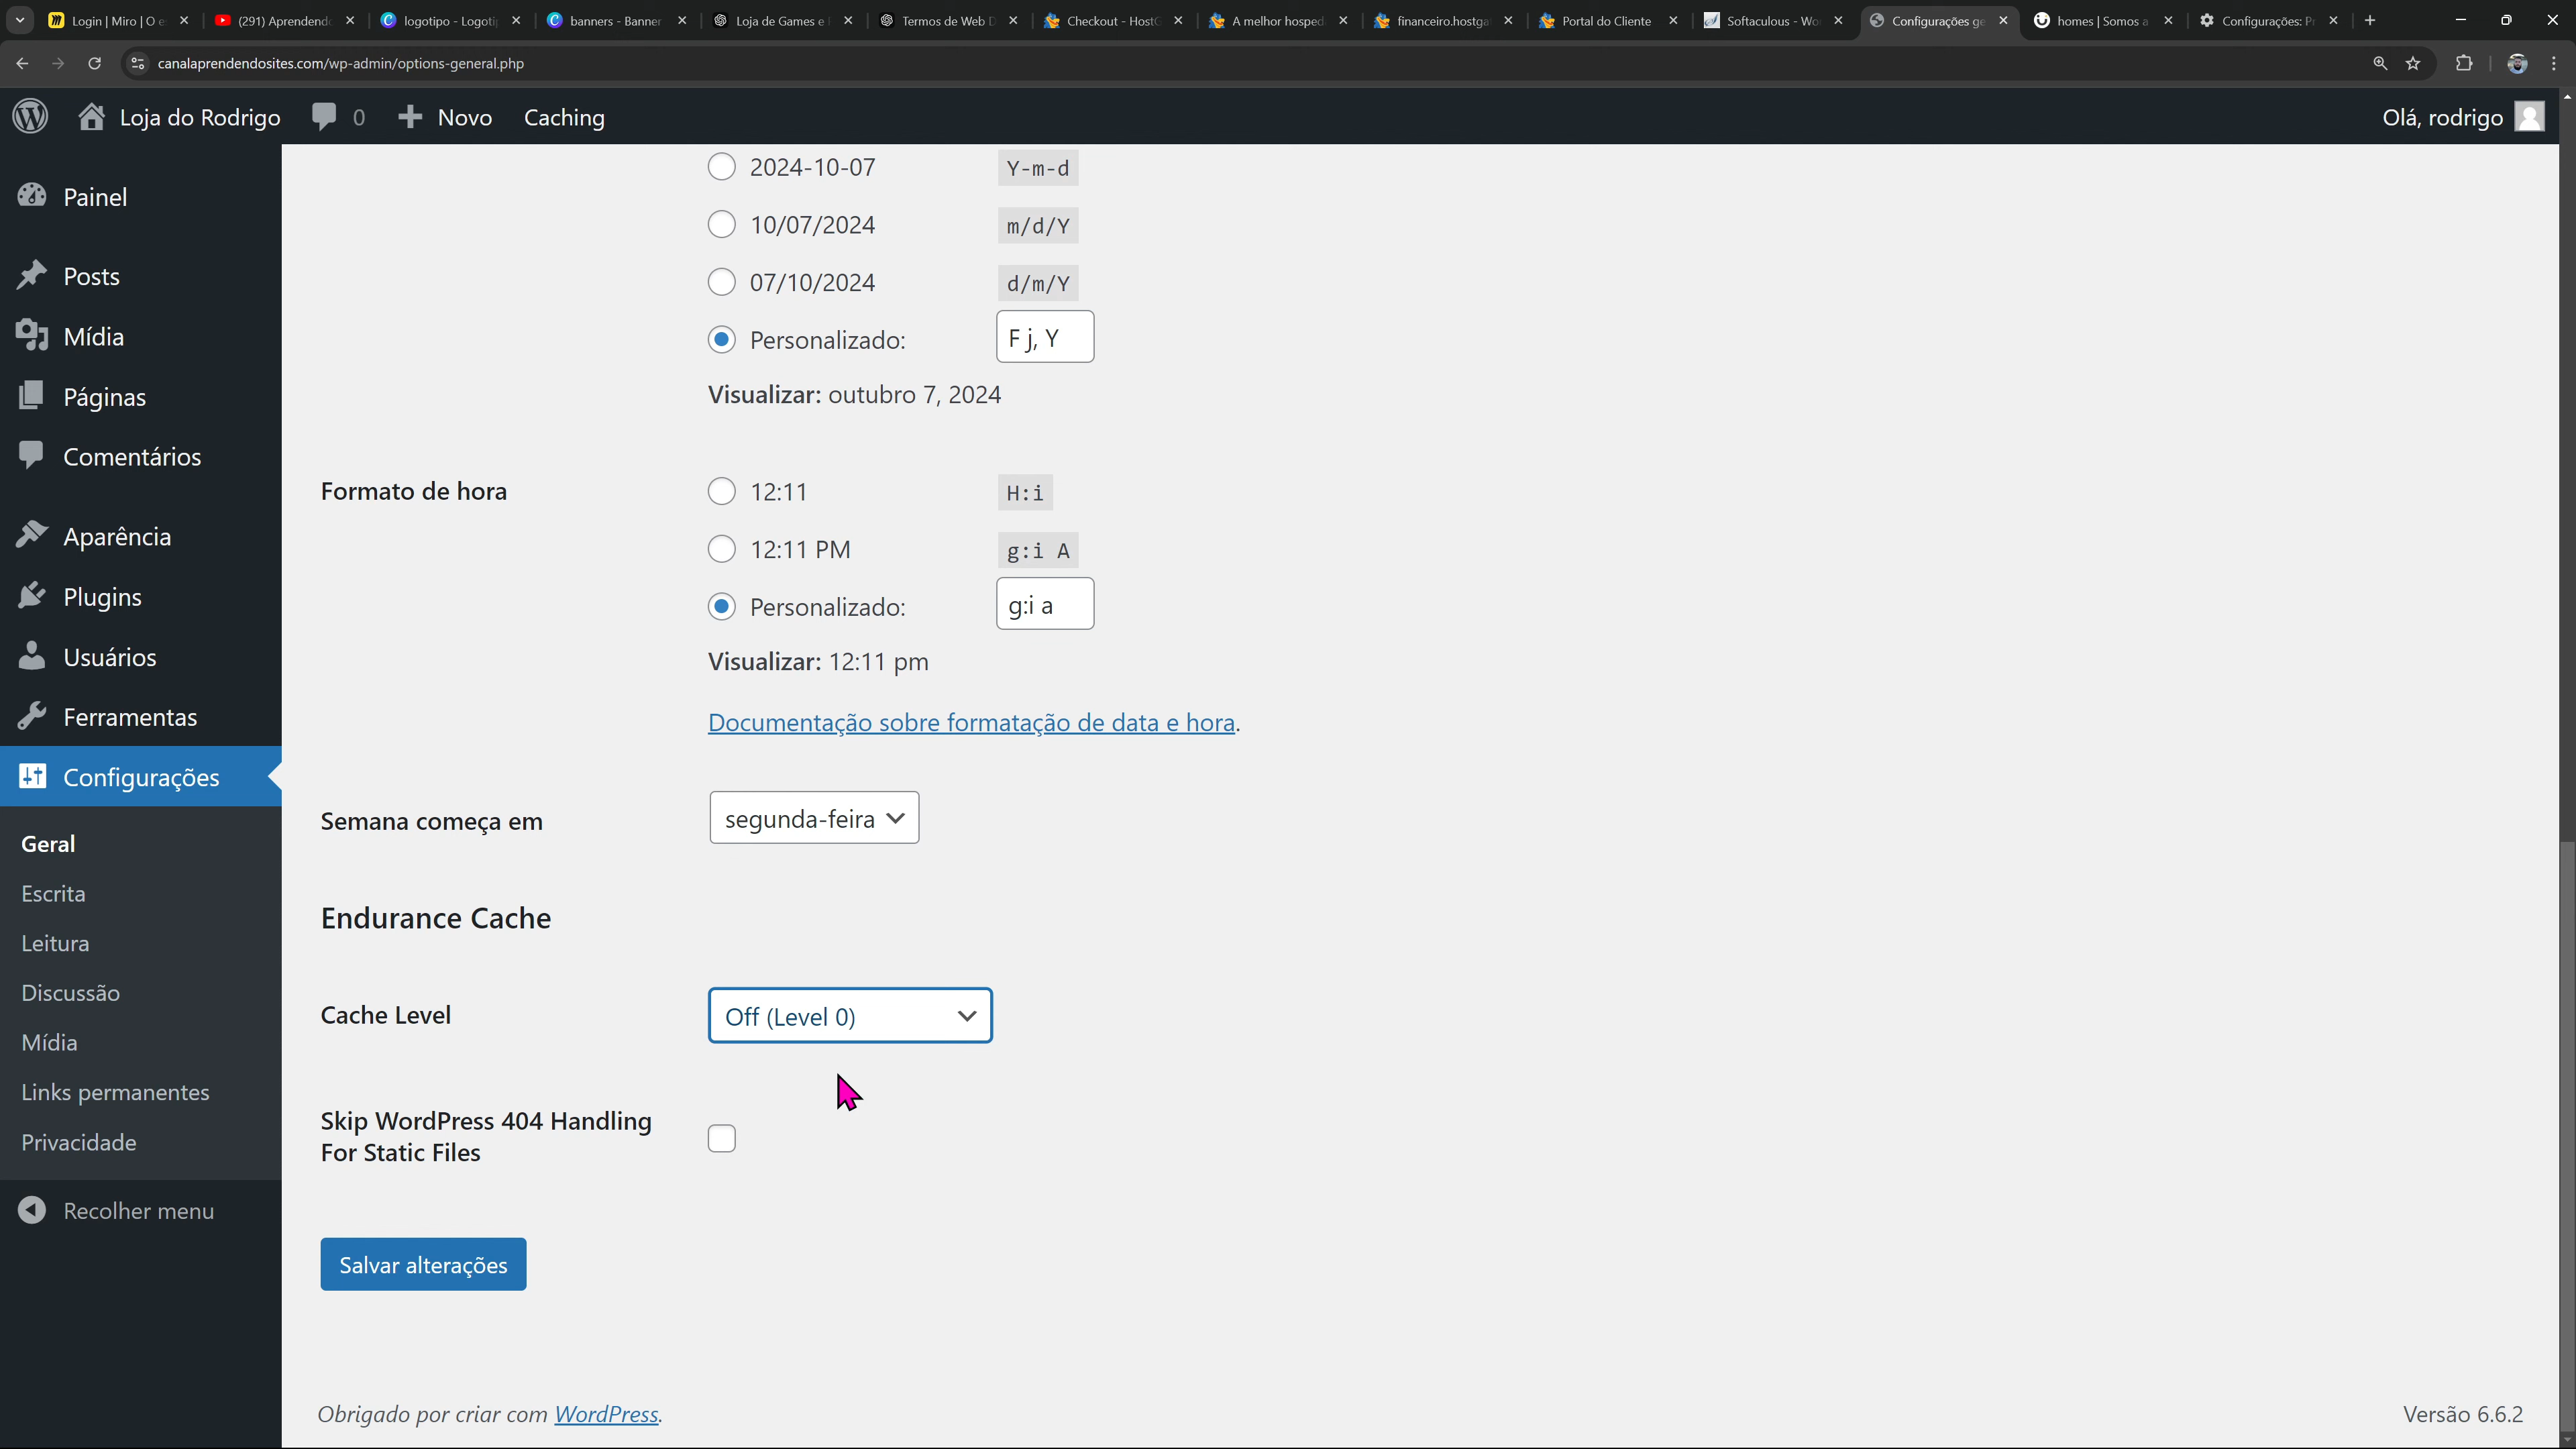 Login | Miro | O e
(291) Aprendend
logotipo - Logoti
banners - Banner
Loja de Games e
Termos de Web D
Checkout - HostG
A melhor hosped
financeiro.hostga
Portal do Cliente
Softaculous - Wo
Configurações ge
homes | Somos a
Configurações: Pr
canalaprendendosites.com/wp-admin/options-general.php
Loja do Rodrigo
0
Novo
Caching
Olá, rodrigo
Painel
Posts
Mídia
Páginas
Comentários
Aparência
Plugins
Usuários
Ferramentas
Configurações
Geral
Escrita
Leitura
Discussão
Mídia
Links permanentes
Privacidade
Recolher menu
2024-10-07 Y-m-d
10/07/2024 m/d/Y
07/10/2024 d/m/Y
Personalizado: F j, Y
Visualizar: outubro 7, 2024
Formato de hora
12:11 H:i
12:11 PM g:i A
Personalizado: g:i a
Visualizar: 12:11 pm
Documentação sobre formatação de data e hora.
Semana começa em segunda-feira
Endurance Cache
Cache Level Off (Level 0)
Skip WordPress 404 Handling
For Static Files
Salvar alterações
Obrigado por criar com WordPress.
Versão 6.6.2